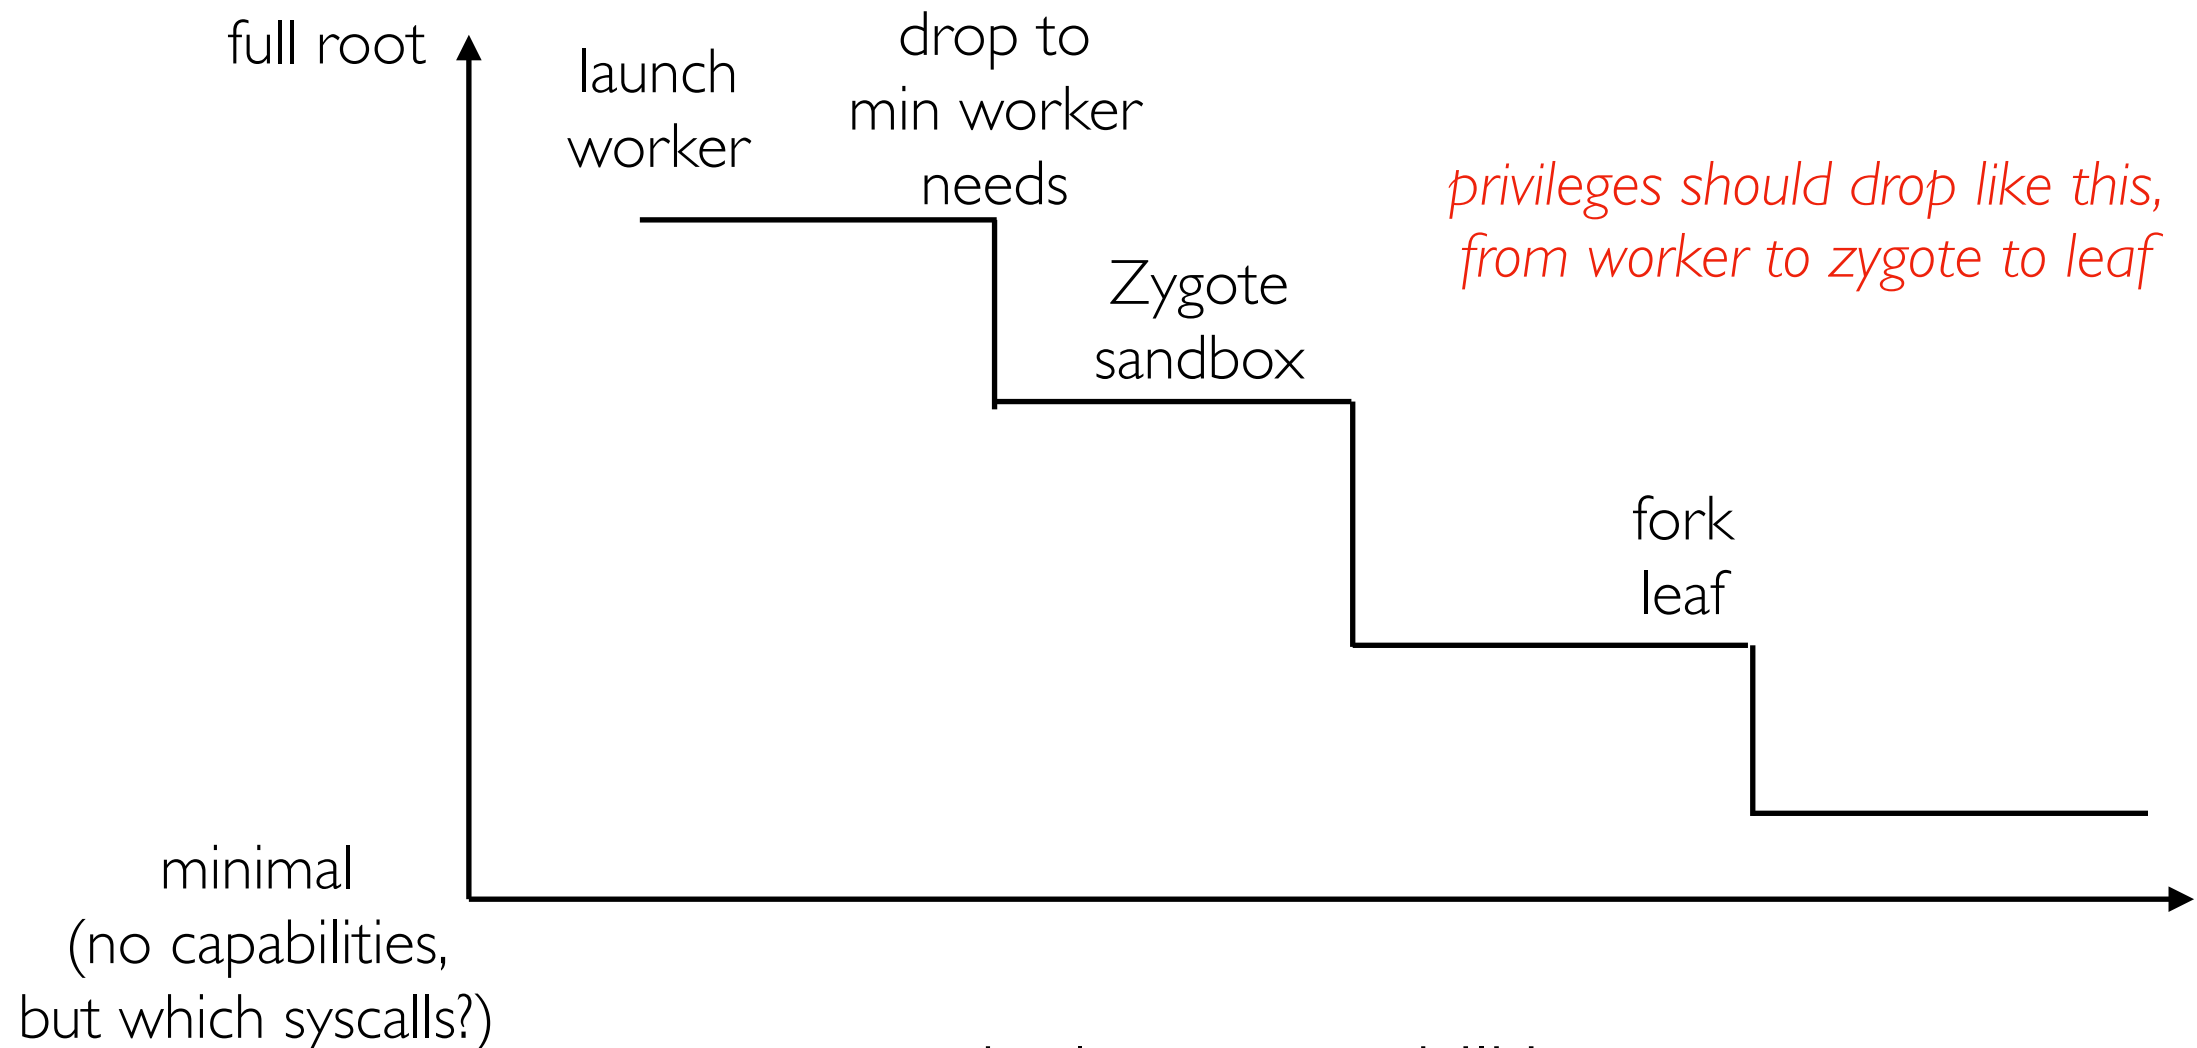 full root
launch
worker
drop to
min worker
needs
privileges should drop like this,
from worker to zygote to leaf
Zygote
sandbox
fork
leaf
minimal
(no capabilities,
but which syscalls?)